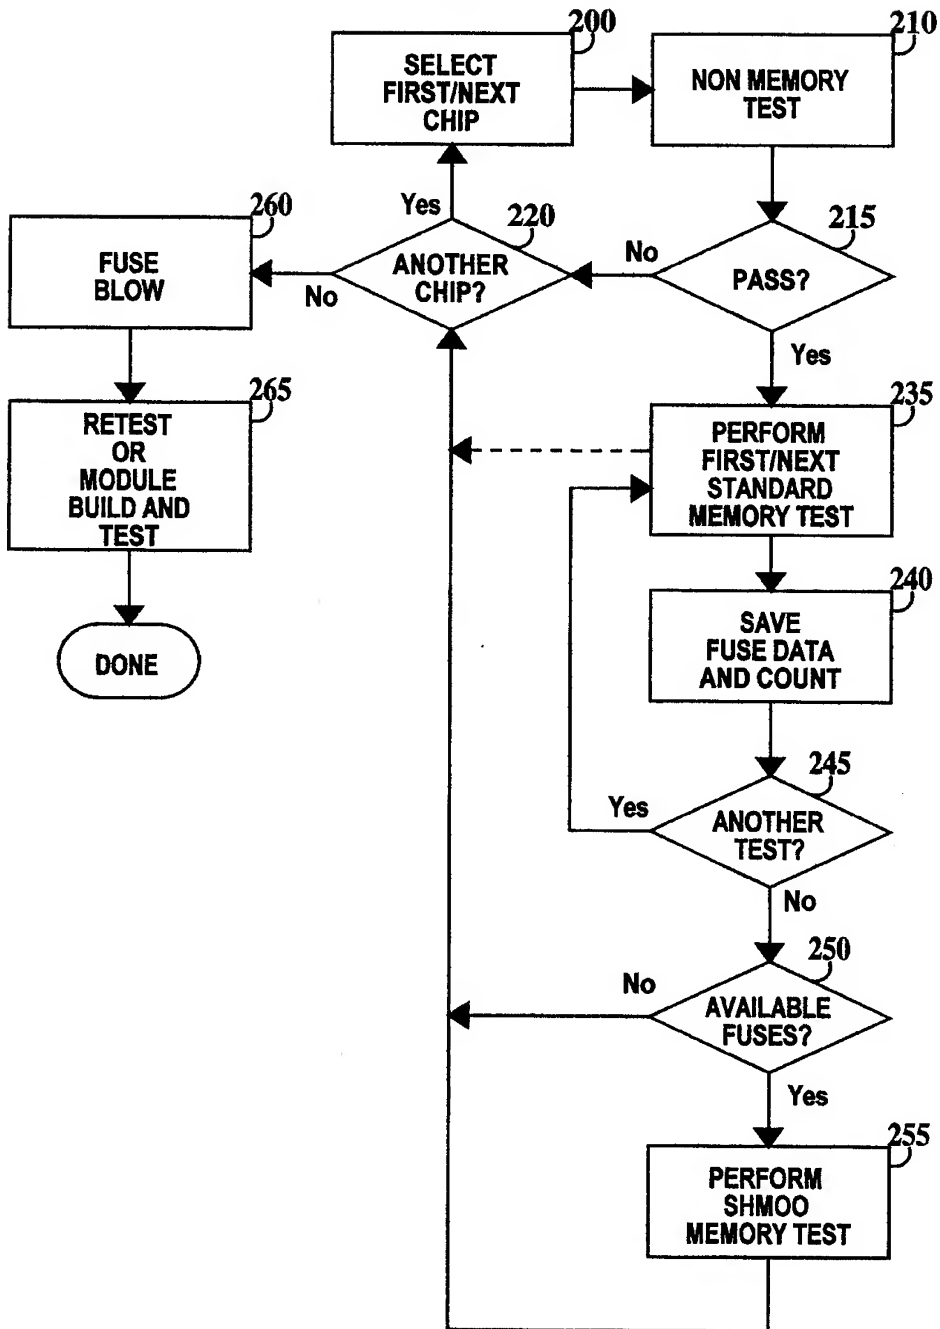 200
SELECT
FIRST/NEXT
CHIP
210
NON MEMORY
TEST
Yes
260
FUSE
BLOW
220
ANOTHER
CHIP?
No
No
215
PASS?
Yes
265
RETEST
OR
MODULE
BUILD AND
TEST
235
PERFORM
FIRST/NEXT
STANDARD
MEMORY TEST
DONE
240
SAVE
FUSE DATA
AND COUNT
245
Yes
ANOTHER
TEST?
No
250
No
AVAILABLE
FUSES?
Yes
255
PERFORM
SHMOO
MEMORY TEST